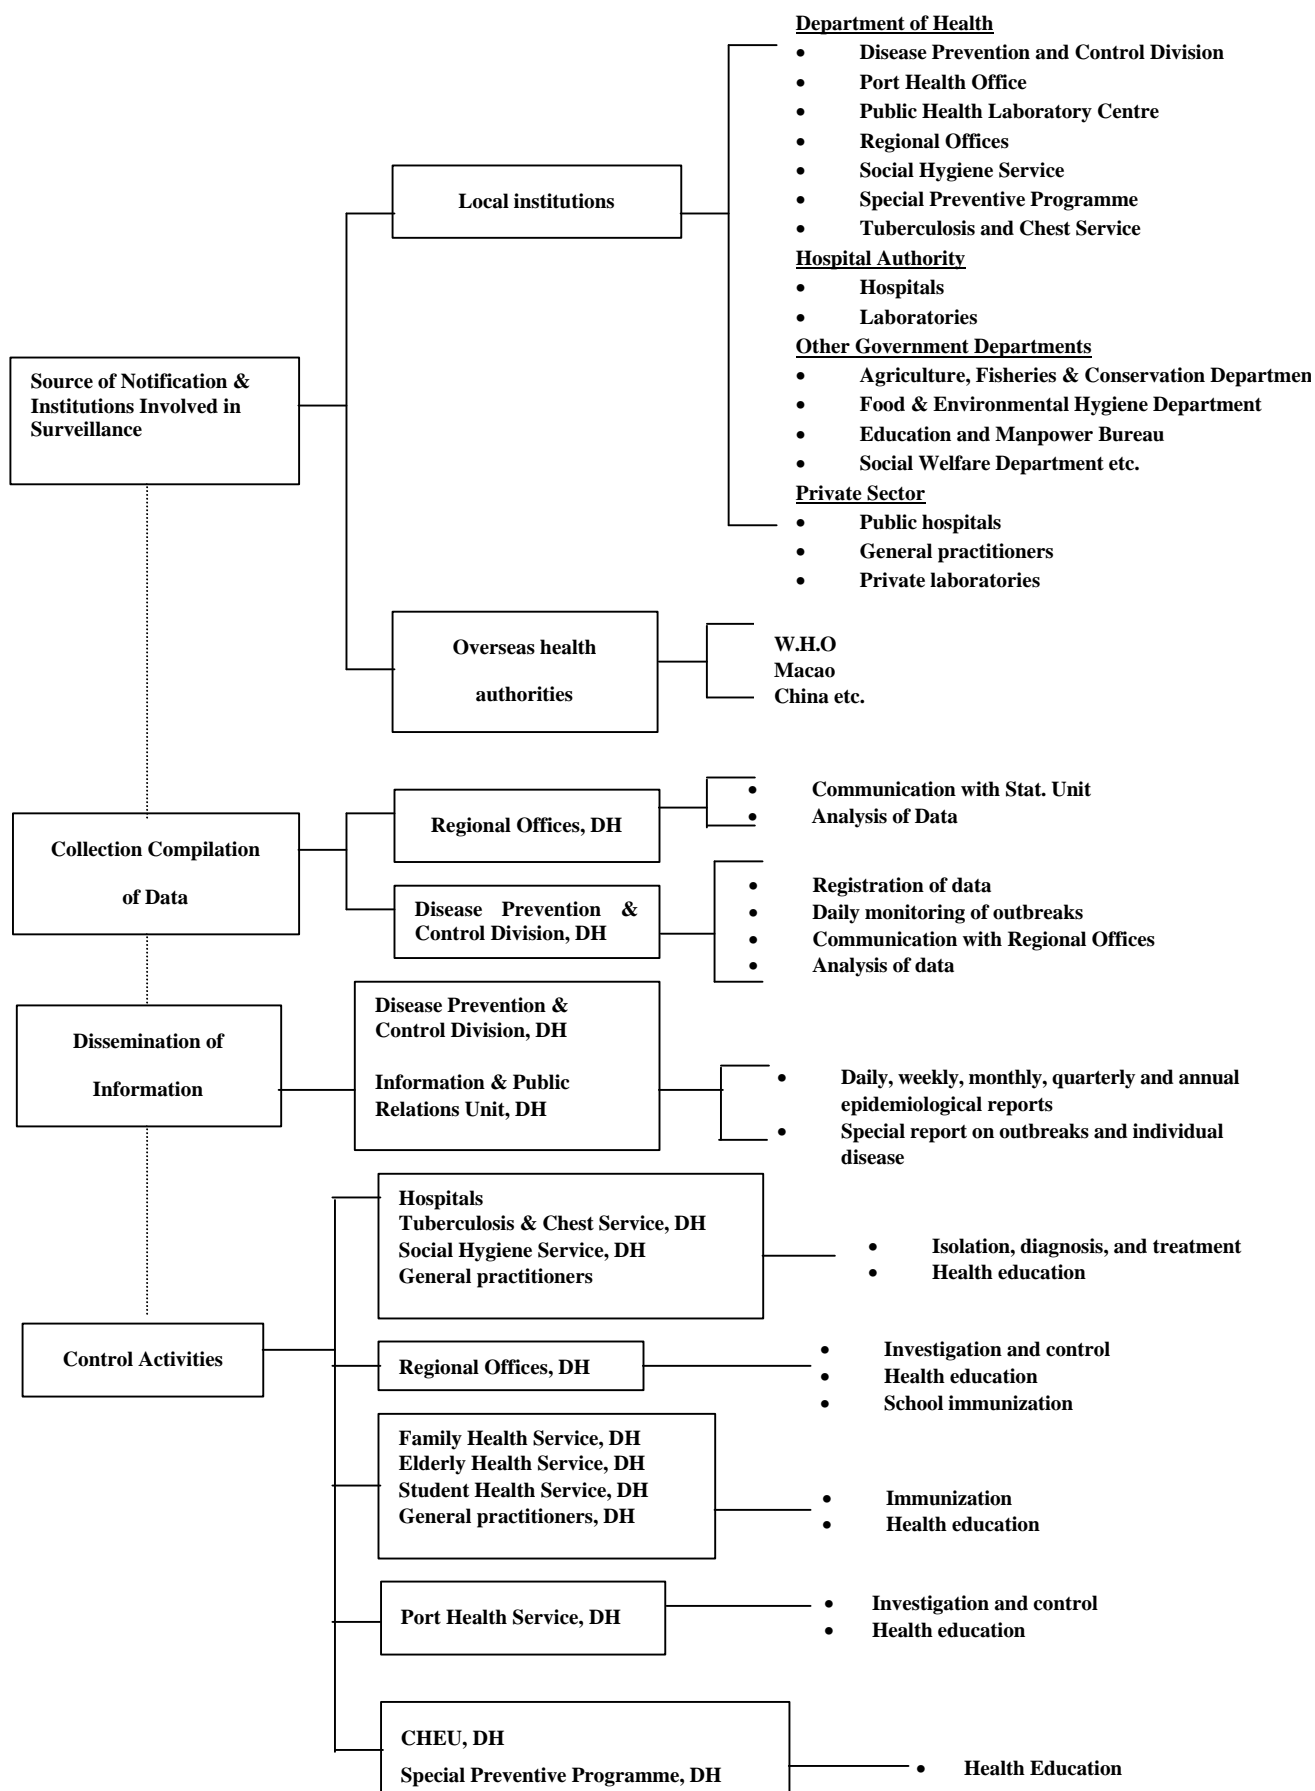 Department of Health
• Disease Prevention and Control Division
• Port Health Office
• Public Health Laboratory Centre
• Regional Offices
• Social Hygiene Service
• Special Preventive Programme
• Tuberculosis and Chest Service
Hospital Authority
• Hospitals
• Laboratories
Other Government Departments
• Agriculture, Fisheries & Conservation Departmen
• Food & Environmental Hygiene Department
• Education and Manpower Bureau
• Social Welfare Department etc.
Private Sector
• Public hospitals
• General practitioners
• Private laboratories
Local institutions
Source of Notification &
Institutions Involved in
Surveillance
Overseas health
authorities
W.H.O
Macao
China etc.
Collection Compilation
of Data
Regional Offices, DH
• Communication with Stat. Unit
• Analysis of Data
Disease Prevention &
Control Division, DH
• Registration of data
• Daily monitoring of outbreaks
• Communication with Regional Offices
• Analysis of data
Dissemination of
Information
Disease Prevention &
Control Division, DH
Information & Public
Relations Unit, DH
• Daily, weekly, monthly, quarterly and annual
epidemiological reports
• Special report on outbreaks and individual
disease
Control Activities
Hospitals
Tuberculosis & Chest Service, DH
Social Hygiene Service, DH
General practitioners
• Isolation, diagnosis, and treatment
• Health education
Regional Offices, DH
• Investigation and control
• Health education
• School immunization
Family Health Service, DH
Elderly Health Service, DH
Student Health Service, DH
General practitioners, DH
• Immunization
• Health education
Port Health Service, DH
• Investigation and control
• Health education
CHEU, DH
Special Preventive Programme, DH
• Health Education